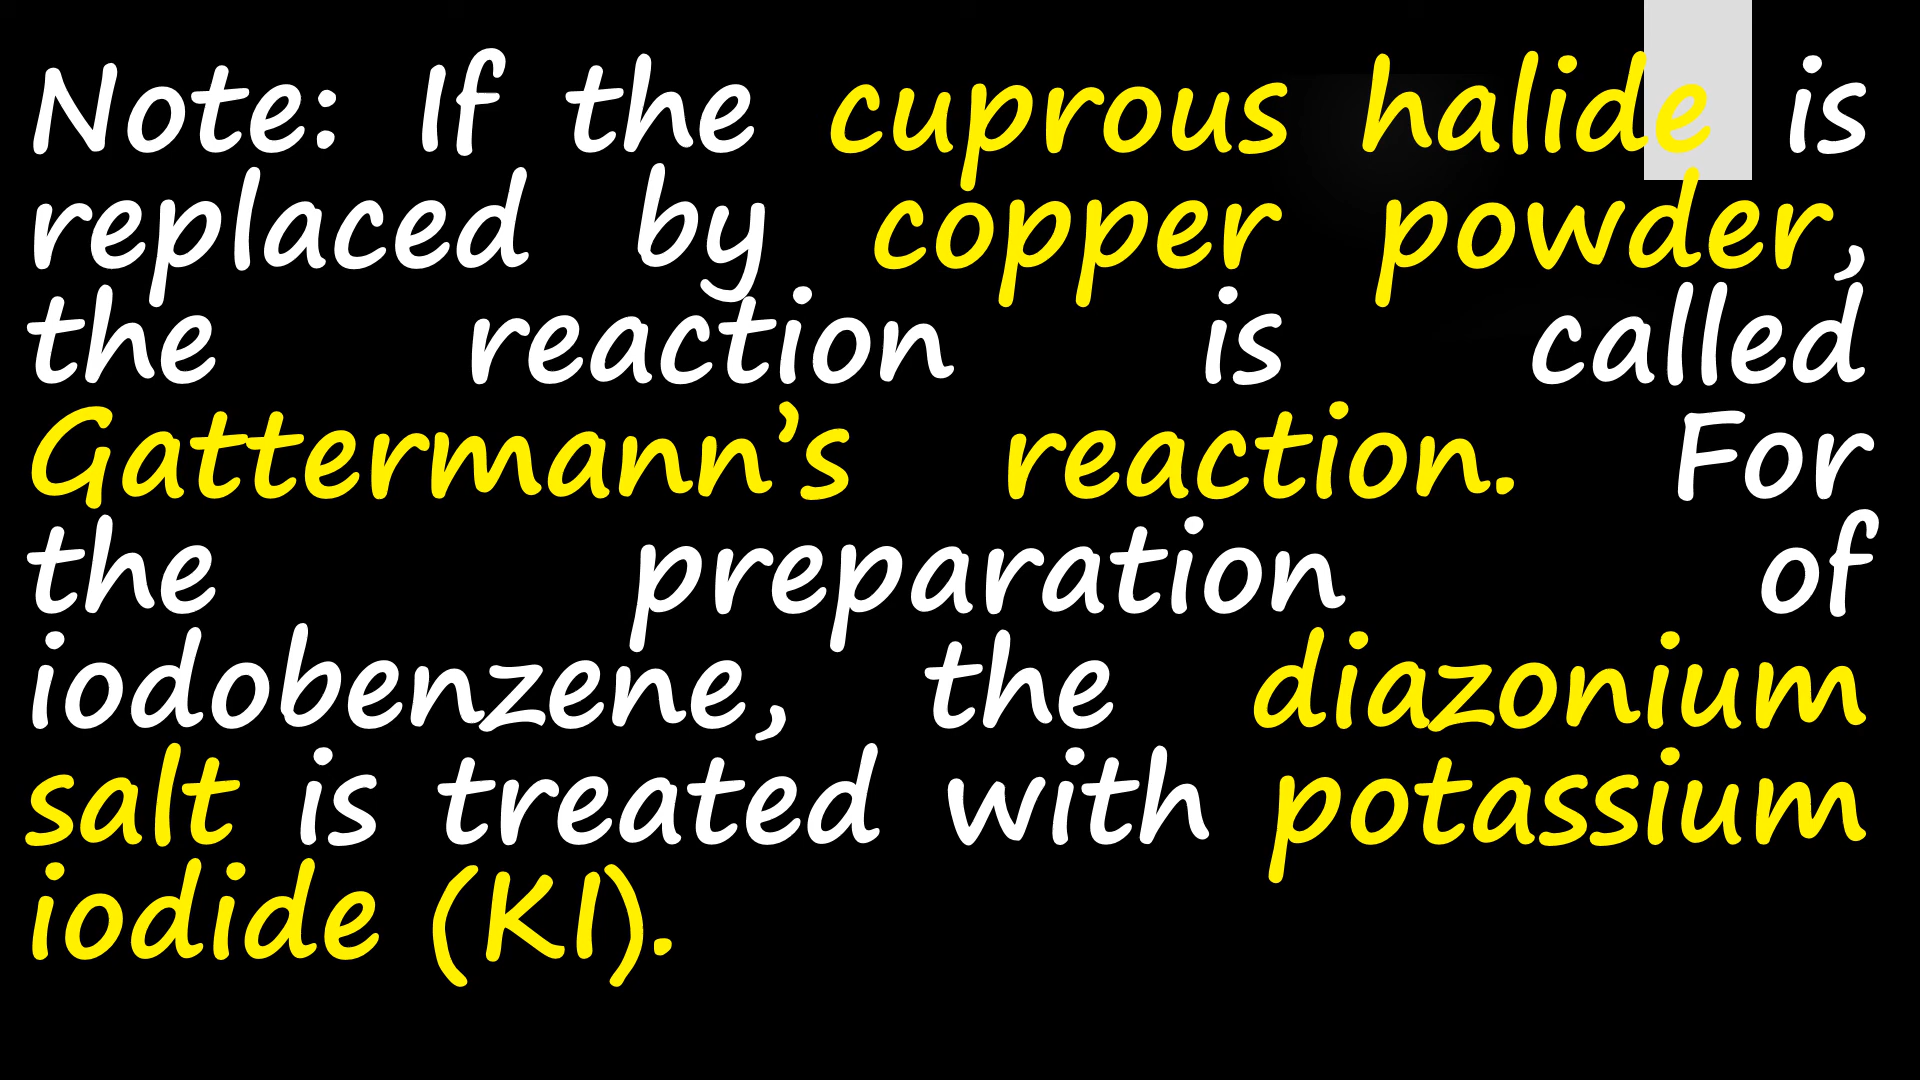 Note: If the cuprous halide is
replaced by copper powder,
the reaction is called
Gattermann’s reaction. For
the preparation of
iodobenzene, the diazonium
salt is treated with potassium
iodide (KI).